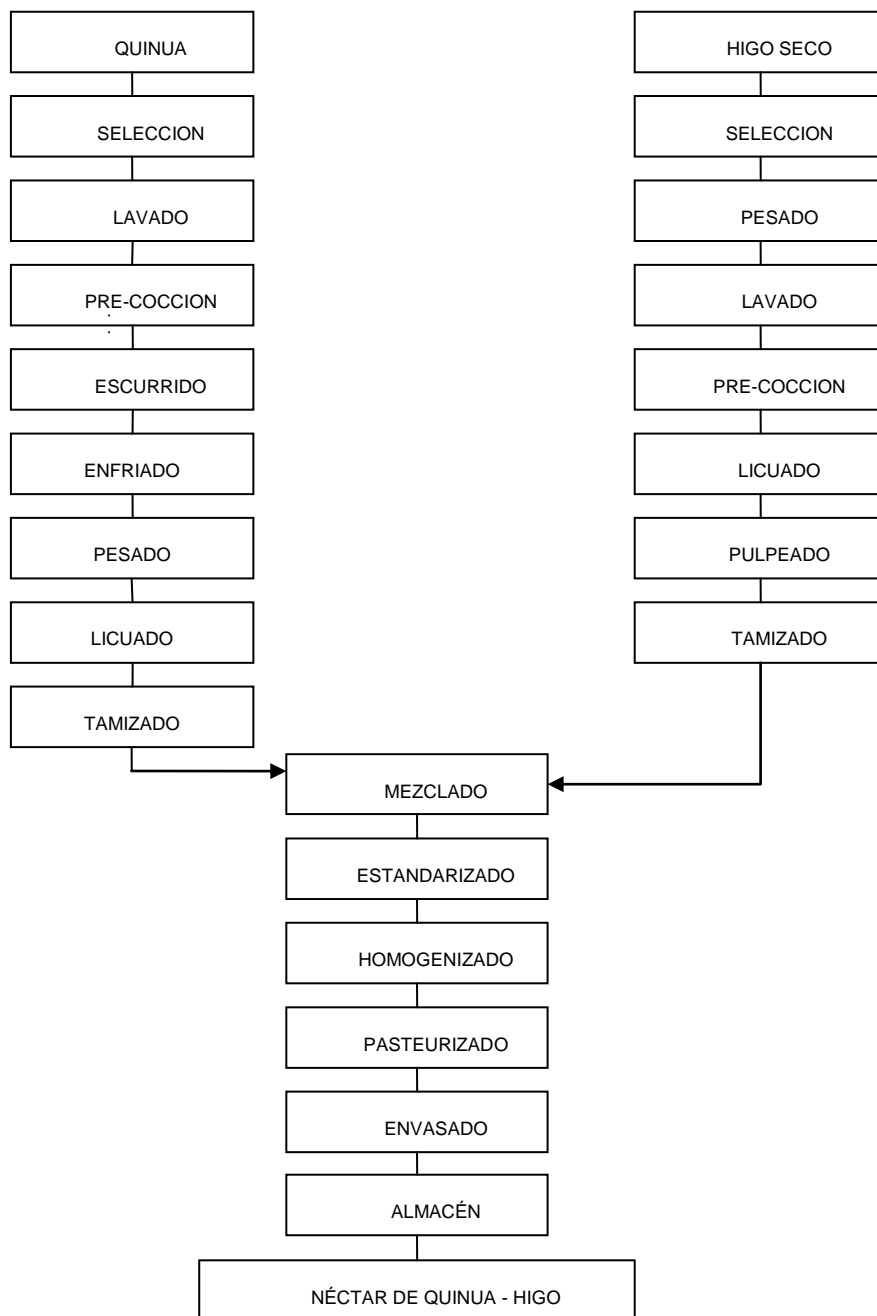 QUINUA
SELECCION
LAVADO
PRE-COCCION
ESCURRIDO
ENFRIADO
PESADO
LICUADO
TAMIZADO
HIGO SECO
SELECCION
PESADO
LAVADO
PRE-COCCION
LICUADO
PULPEADO
TAMIZADO
MEZCLADO
ESTANDARIZADO
HOMOGENIZADO
PASTEURIZADO
ENVASADO
ALMACÉN
NÉCTAR DE QUINUA - HIGO